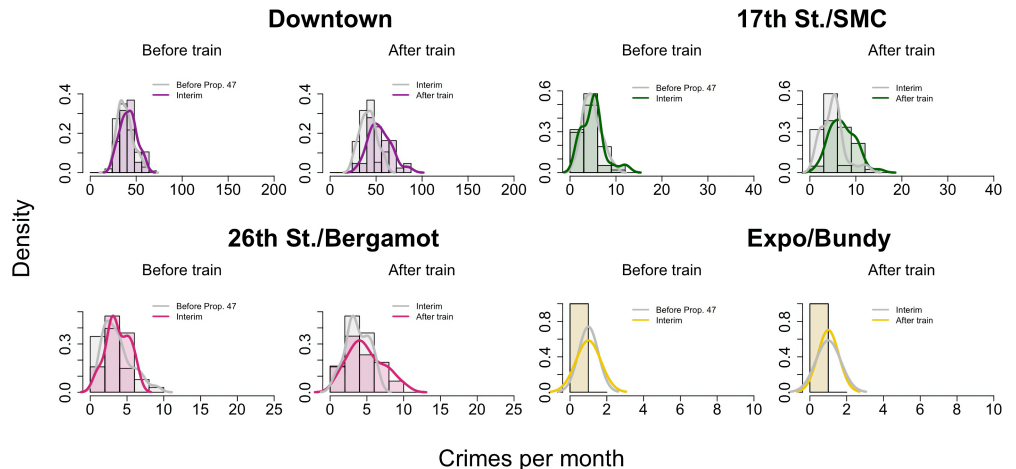 Downtown
17th St./SMC
Before train
After train
Before train
After train
Before Prop. 47
Interim
Interim
After train
Before Prop. 47
Interim
Interim
After train
0.0 0.2 0.4
0.0 0.2 0.4
0.0 0.3 0.6
0.0 0.3 0.6
0 50 100 150 200
0 50 100 150 200
0 10 20 30 40
0 10 20 30 40
Density
26th St./Bergamot
Expo/Bundy
Before train
After train
Before train
After train
Before Prop. 47
Interim
Interim
After train
Before Prop. 47
Interim
Interim
After train
0.0 0.3
0.0 0.3
0.0 0.4 0.8
0.0 0.4 0.8
0 5 10 15 20 25
0 5 10 15 20 25
0 2 4 6 8 10
0 2 4 6 8 10
Crimes per month